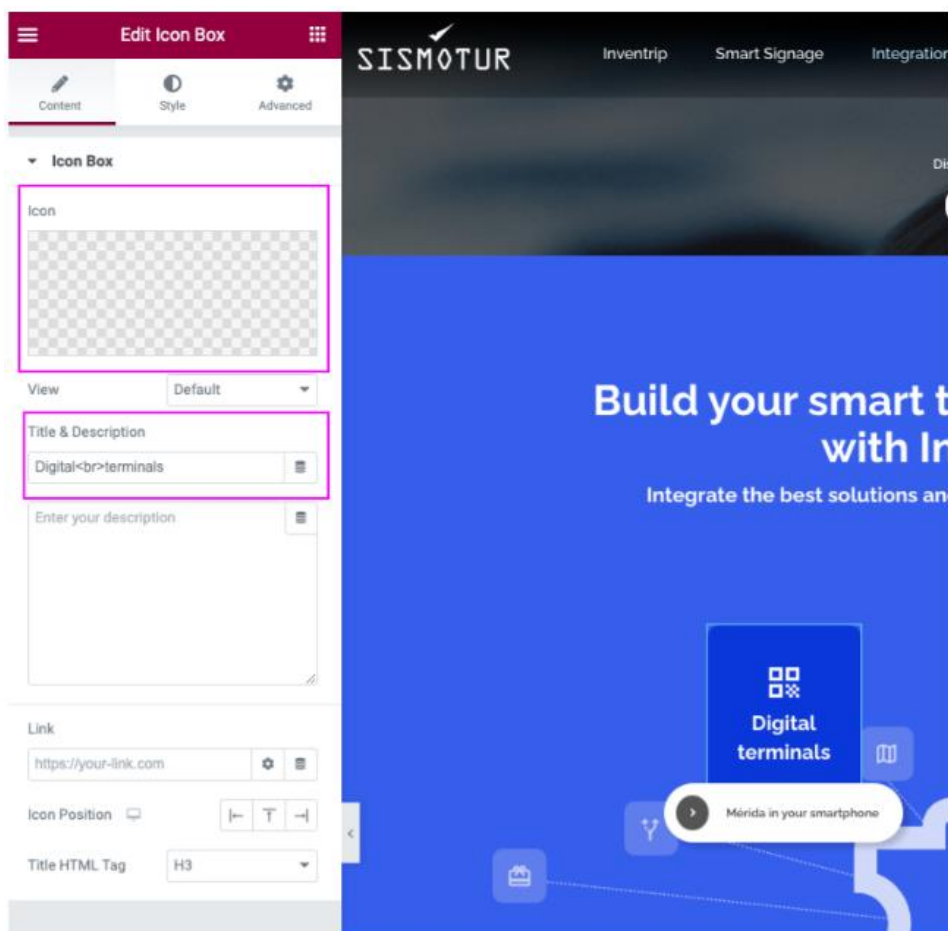 Edit Icon Box
Content
Style
Advanced
Icon Box
Icon
View
Default
Title & Description
Digital<br>terminals
Enter your description
Link
https://your-link.com
Icon Position
Title HTML Tag
H3
SISMOTUR
Inventrip
Smart Signage
Integration
Dis
Build your smart t
with In
Integrate the best solutions an
Digital
terminals
Mérida in your smartphone